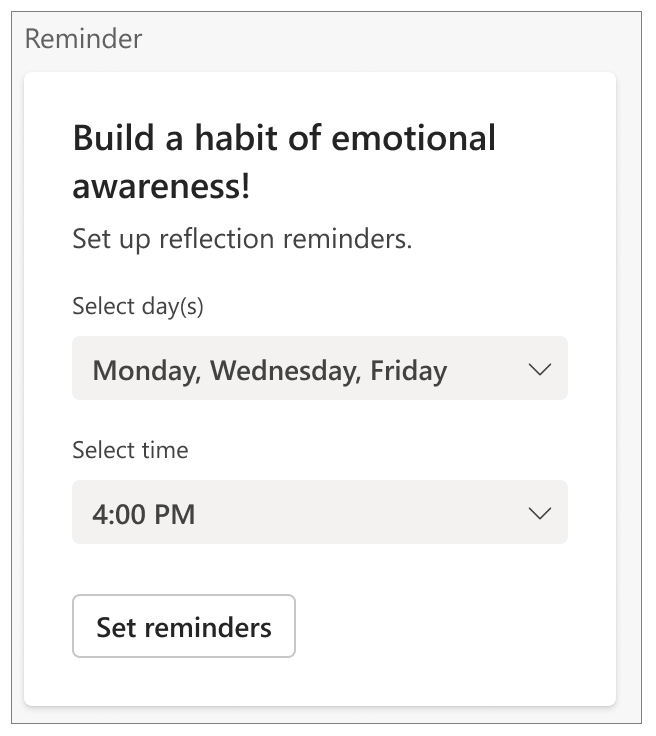 Reminder
Build a habit of emotional
awareness!
Set up reflection reminders.
Select day(s)
Monday, Wednesday, Friday
Select time
4:00 PM
Set reminders